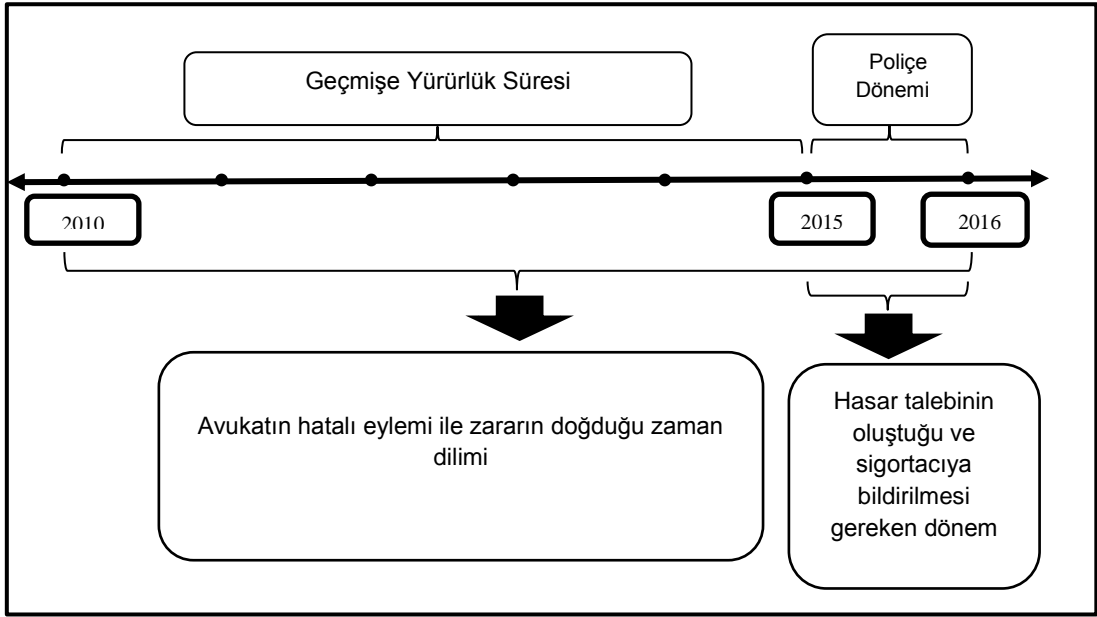 Geçmişe Yürürlük Süresi
Poliçe
Dönemi
2010
2015
2016
Avukatın hatalı eylemi ile zararın doğduğu zaman
dilimi
Hasar talebinin
oluştuğu ve
sigortacıya
bildirilmesi
gereken dönem